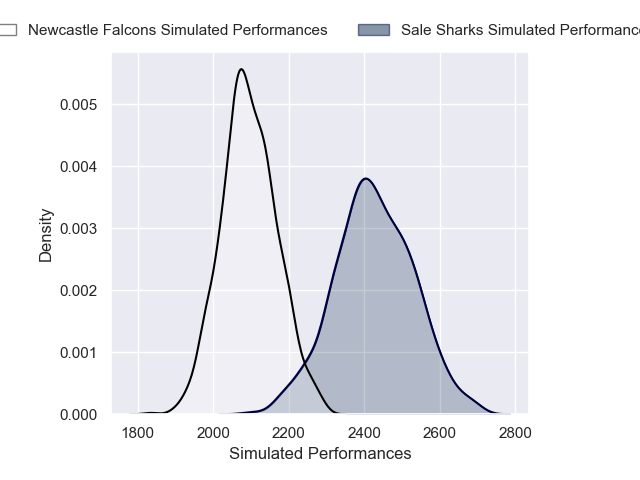 Newcastle Falcons Simulated Performances Sale Sharks Simulated Performance
0.005
0.004
0.003
0.002
0.001
0.000
Density
1800 2000 2200 2400 2600 2800
Simulated Performances